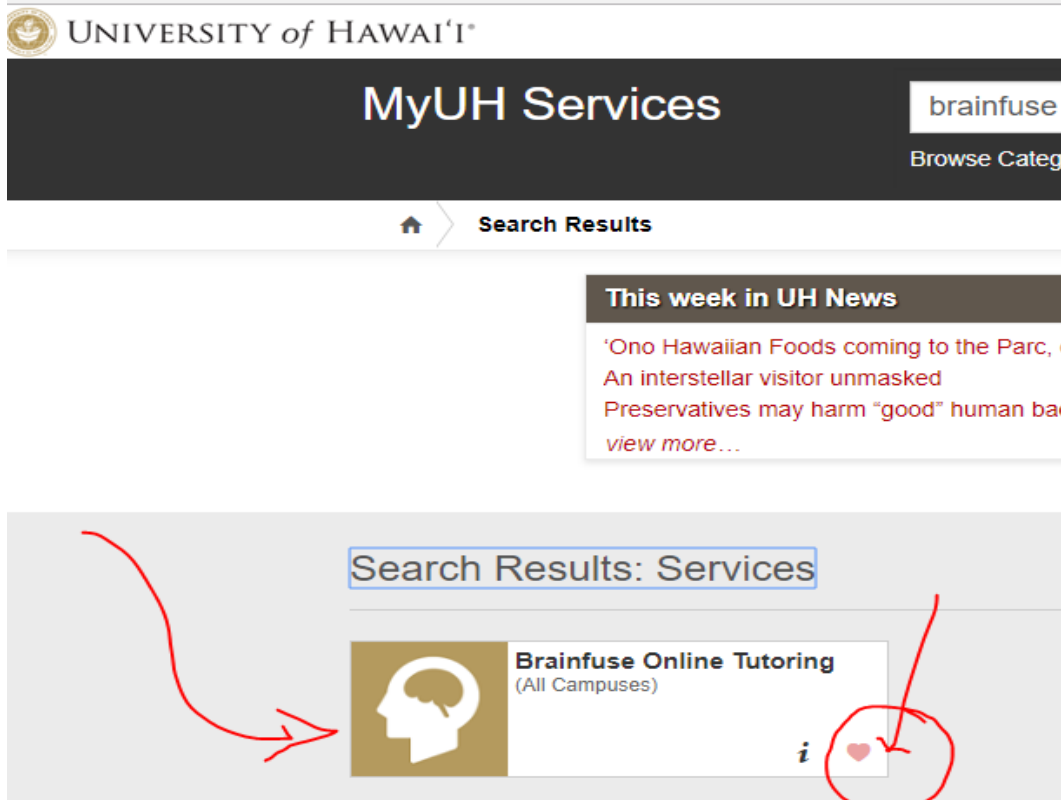 UNIVERSITY of HAWAI‘I®
MyUH Services
brainfuse
Browse Categ
Search Results
This week in UH News
‘Ono Hawaiian Foods coming to the Parc,
An interstellar visitor unmasked
Preservatives may harm “good” human ba
view more…
Search Results: Services
Brainfuse Online Tutoring
(All Campuses)
i